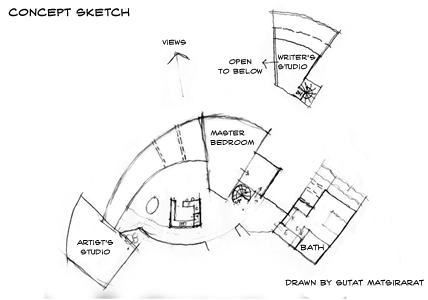 CONCEPT SKETCH
VIEWS
OPEN
TO BELOW
WRITER'S
STUDIO
MASTER
BEDROOM
ARTIST'S
STUDIO
BATH
DRAWN BY SUTAT MATSIRARAT